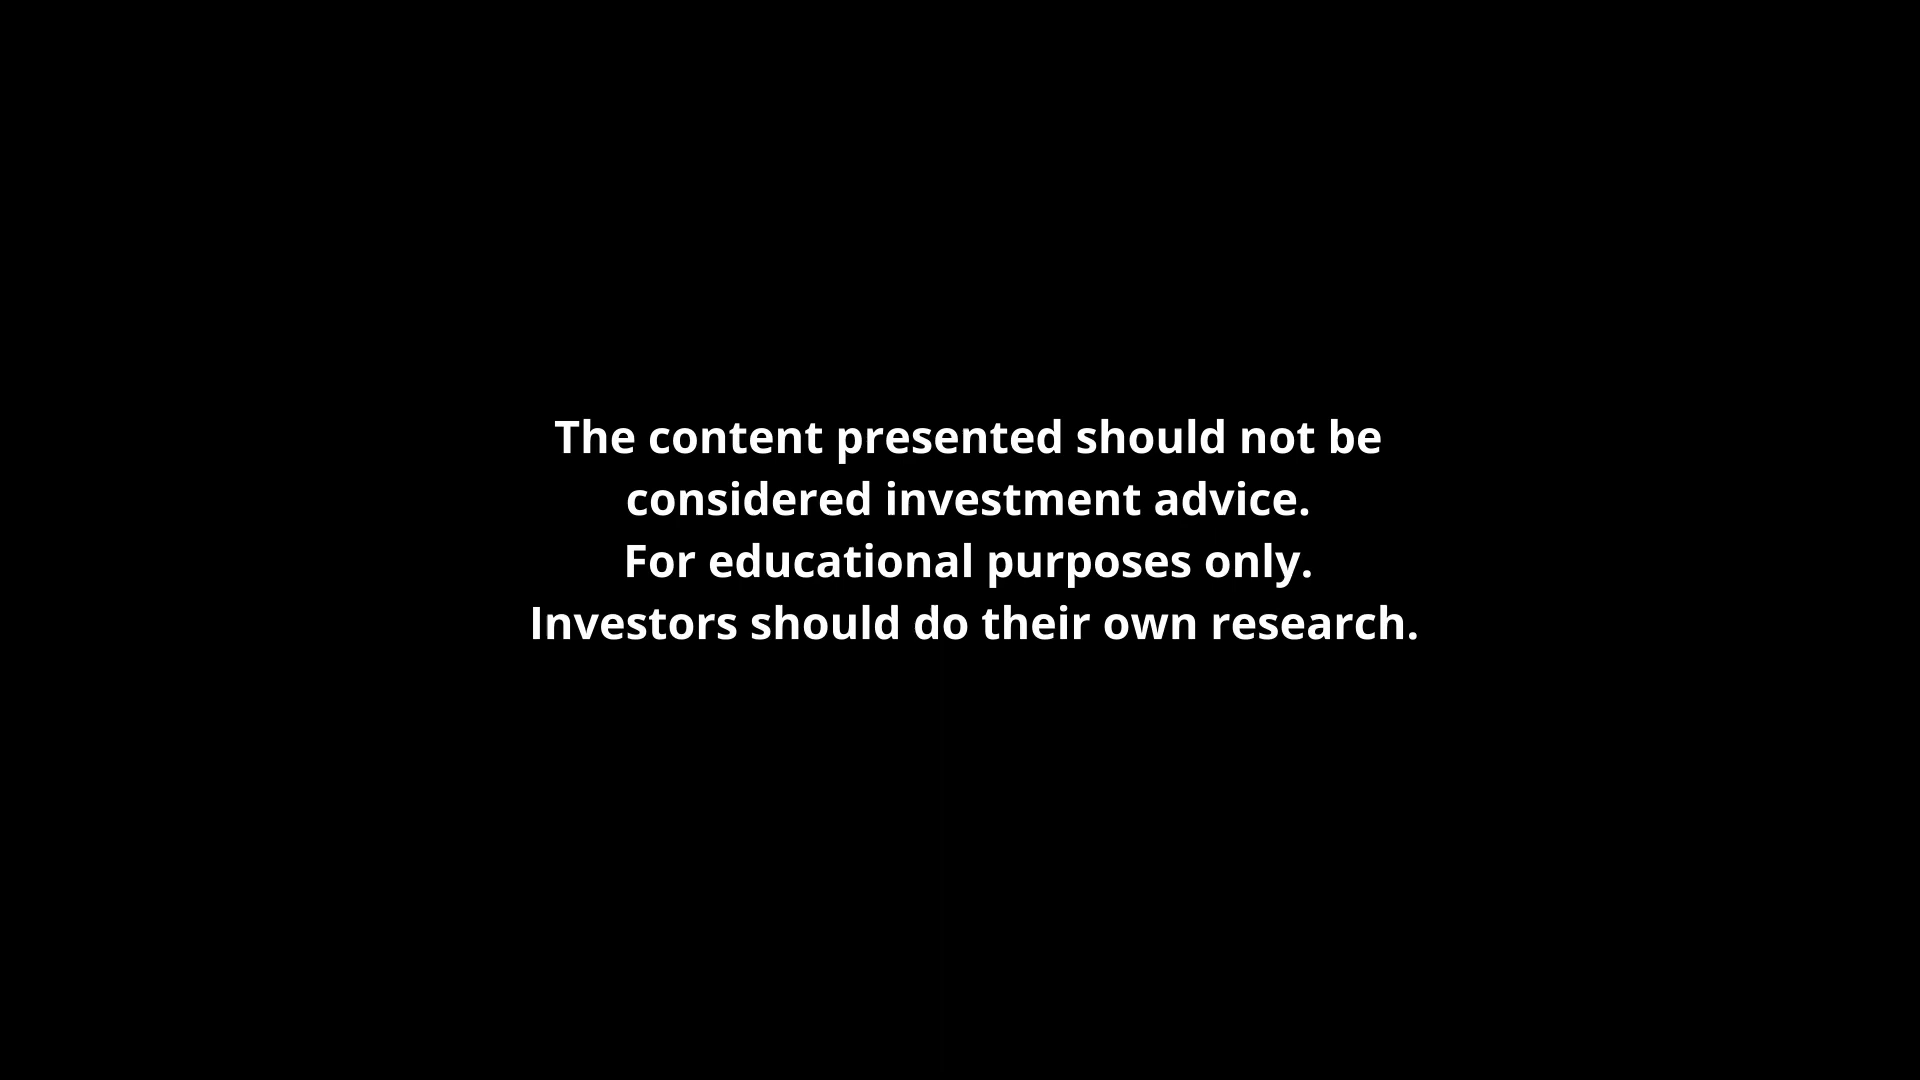 The content presented should not be
considered investment advice.
For educational purposes only.
Investors should do their own research.